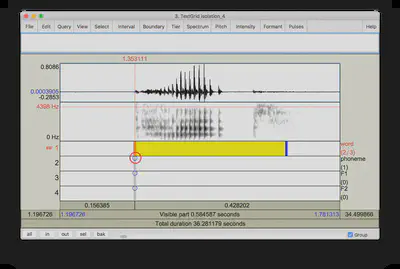 3. TextGrid isolation_4
File Edit Query View Select Interval Boundary Tier Spectrum Pitch Intensity Formant Pulses Help
1.353111
0.8086
0.0003905
-0.2853
4398 Hz
0 Hz
1 word (2/3)
2 phoneme (1)
3 F1 (0)
4 F2 (0)
0.156385 0.428202
1.196726 1.196726 Visible part 0.584587 seconds 1.781313 34.499866
Total duration 36.281179 seconds
all in out sel bak Group